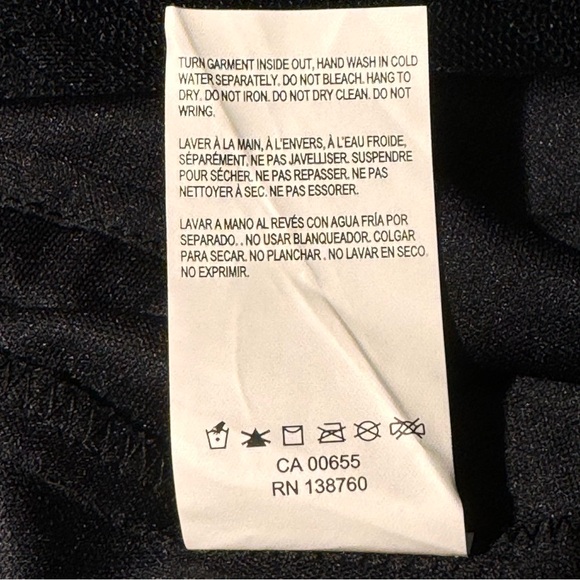 TURN GARMENT INSIDE OUT, HAND WASH IN COLD
WATER SEPARATELY. DO NOT BLEACH. HANG TO
DRY. DO NOT IRON. DO NOT DRY CLEAN. DO NOT
WRING.
LAVER À LA MAIN, À L'ENVERS, À L'EAU FROIDE,
SÉPARÉMENT. NE PAS JAVELLISER. SUSPENDRE
POUR SÉCHER. NE PAS REPASSER. NE PAS
NETTOYER À SEC. NE PAS ESSORER.
LAVAR A MANO AL REVÉS CON AGUA FRÍA POR
SEPARADO. . NO USAR BLANQUEADOR. COLGAR
PARA SECAR. NO PLANCHAR . NO LAVAR EN SECO.
NO EXPRIMIR.
CA 00655
RN 138760